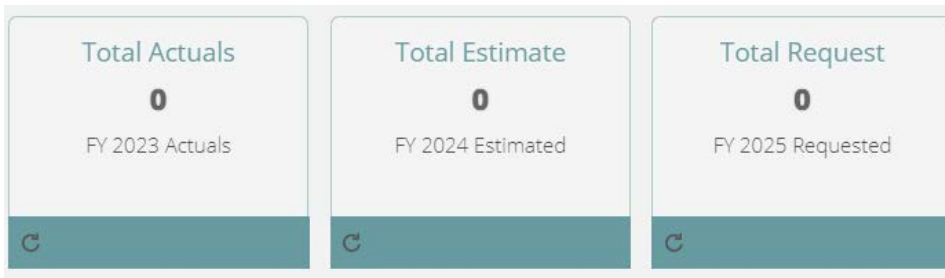 Total Actuals
0
FY 2023 Actuals
Total Estimate
0
FY 2024 Estimated
Total Request
0
FY 2025 Requested